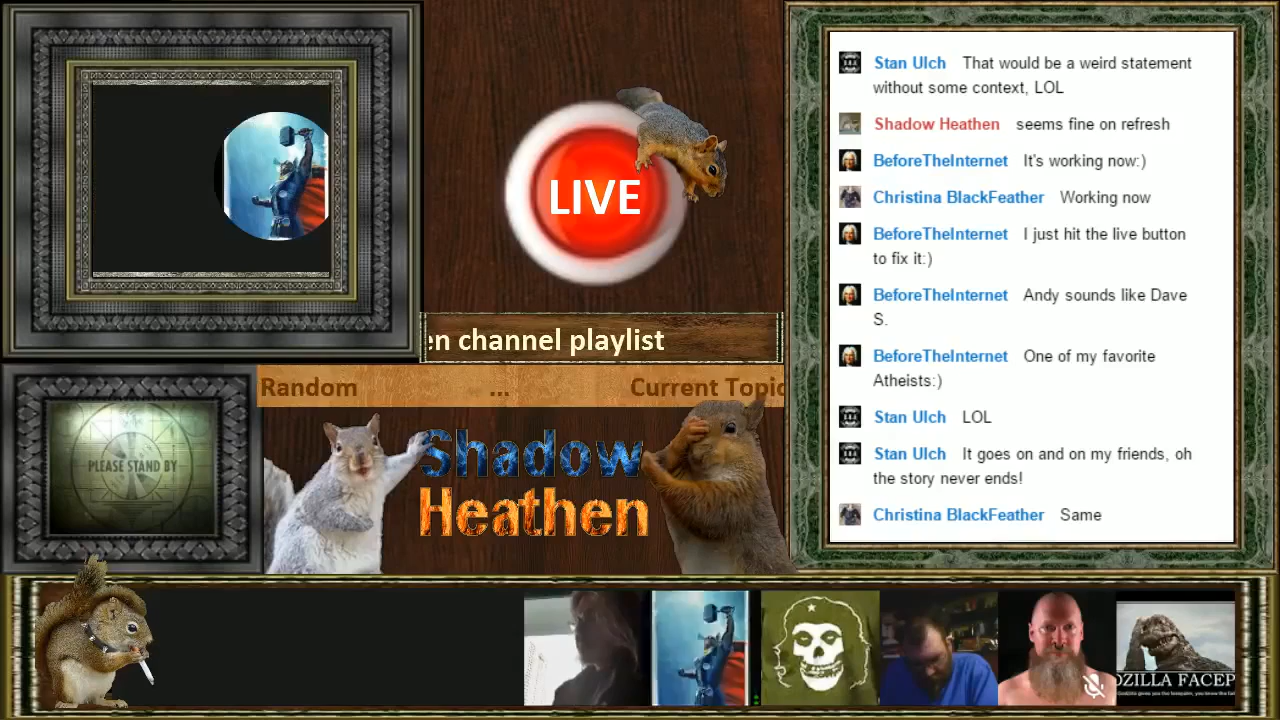 LIVE
en channel playlist
Random ... Current Topic
PLEASE STAND BY
Shadow
Heathen
Stan Ulch That would be a weird statement
without some context, LOL
Shadow Heathen seems fine on refresh
BeforeTheInternet It's working now:)
Christina BlackFeather Working now
BeforeTheInternet I just hit the live button
to fix it:)
BeforeTheInternet Andy sounds like Dave
S.
BeforeTheInternet One of my favorite
Atheists:)
Stan Ulch LOL
Stan Ulch It goes on and on my friends, oh
the story never ends!
Christina BlackFeather Same
DZILLA FACEP